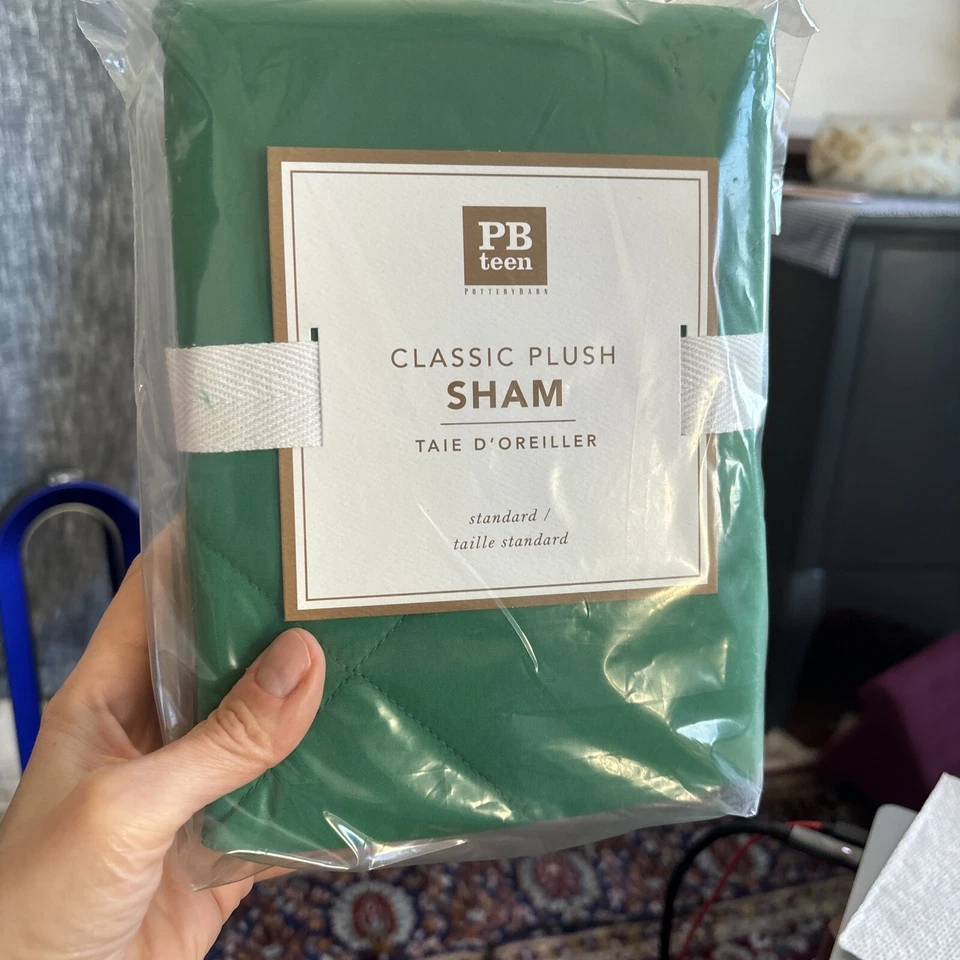 PB
teen
POTTERYBARN
CLASSIC PLUSH
SHAM
TAIE D'OREILLER
standard /
taille standard